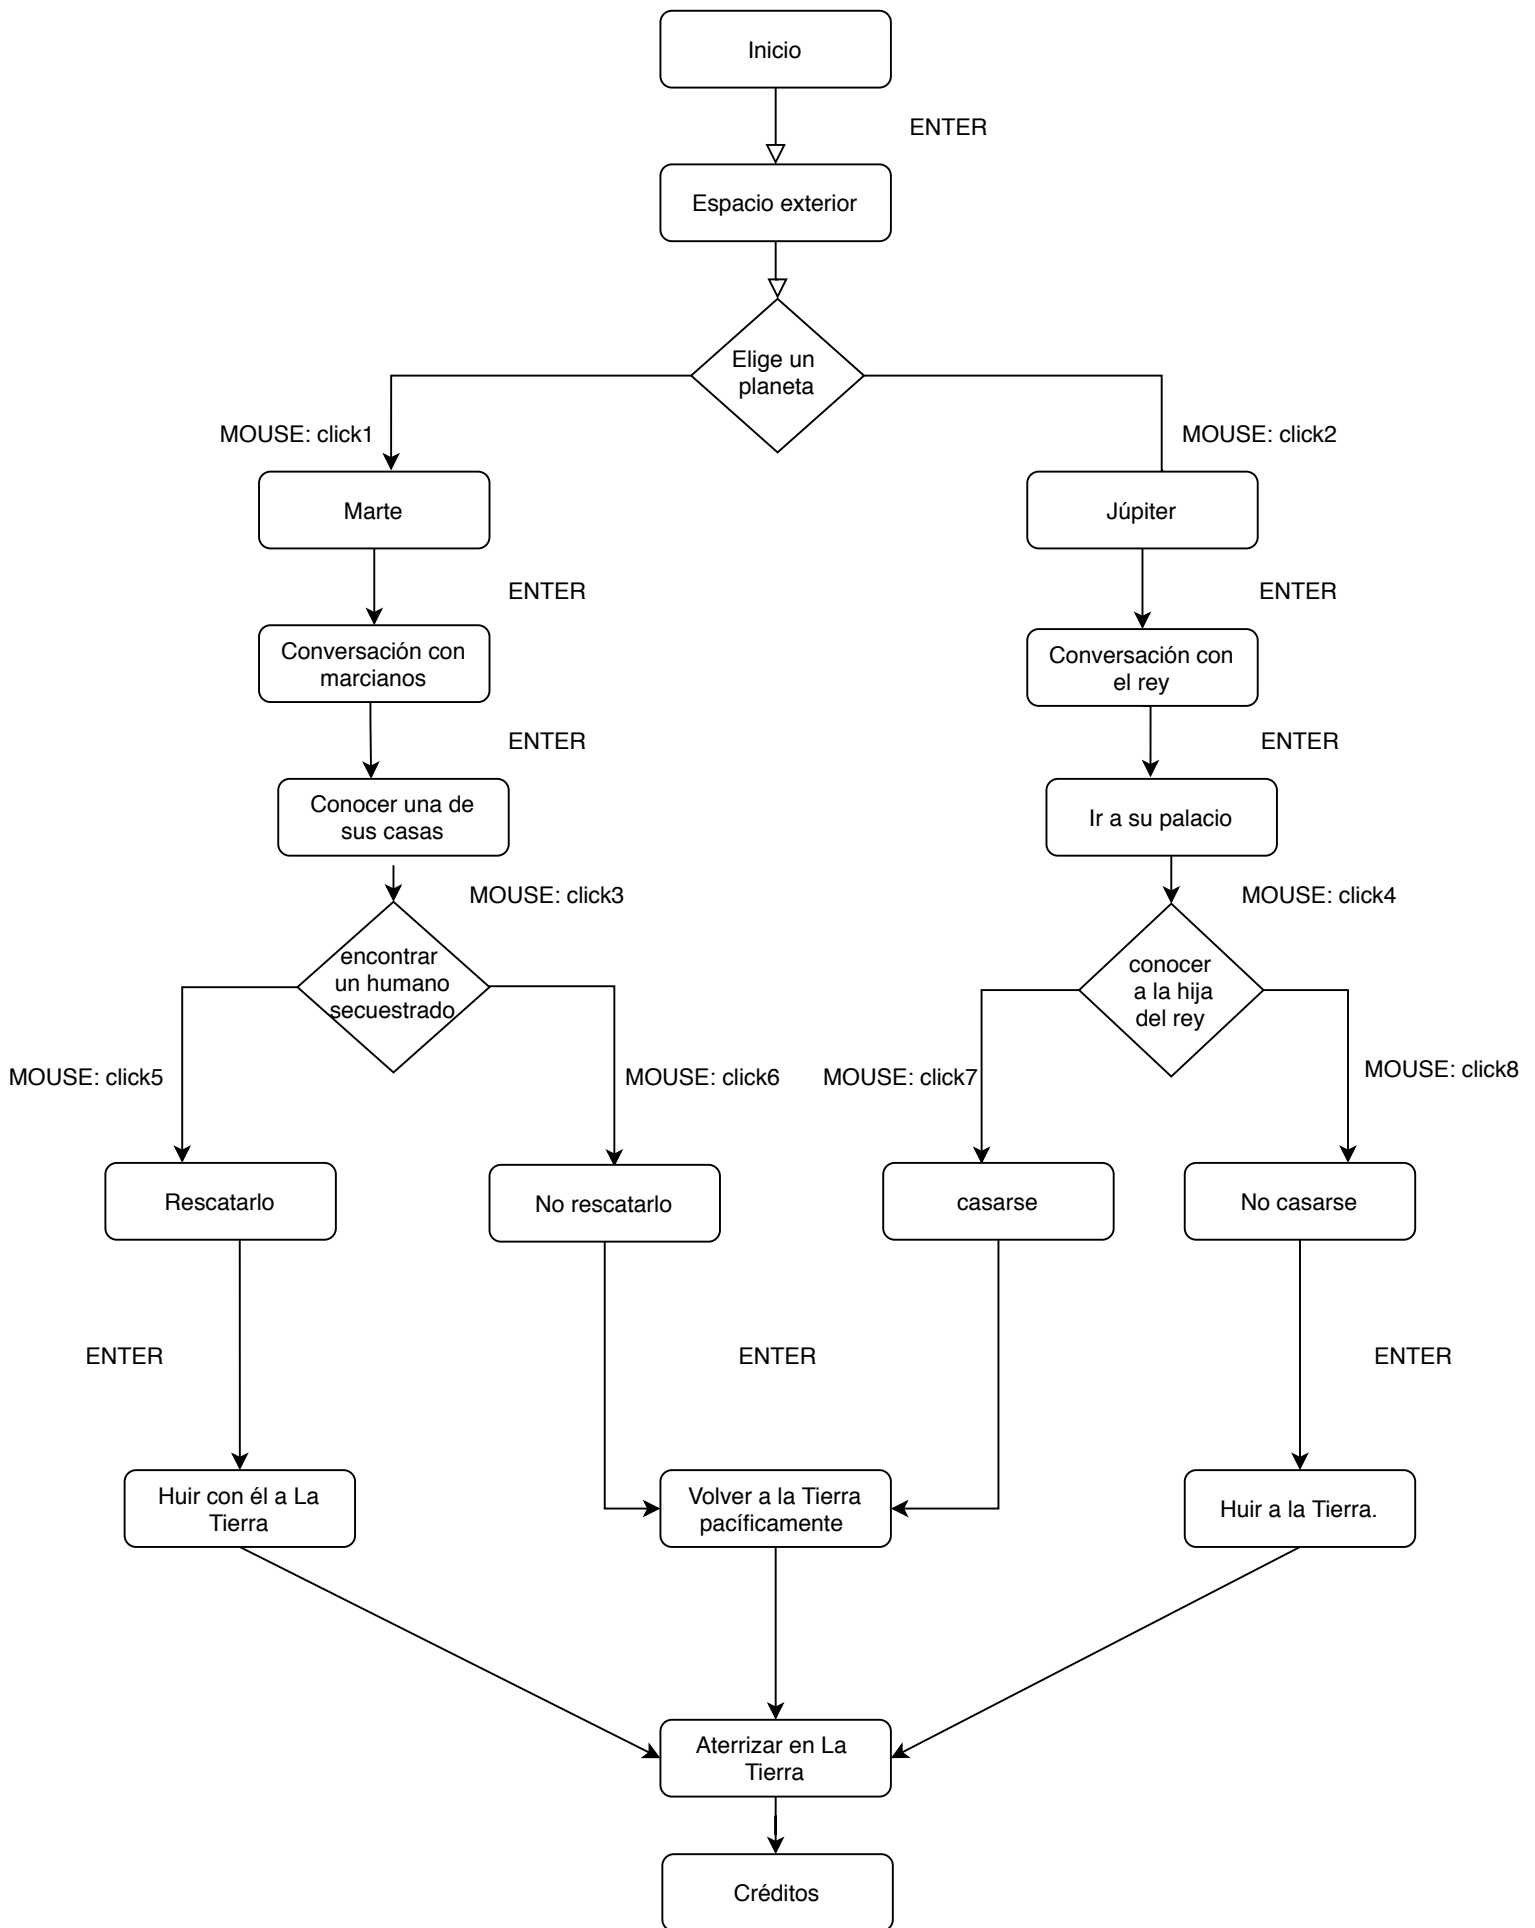 Inicio
ENTER
Espacio exterior
Elige un
planeta
MOUSE: click1
MOUSE: click2
Marte
Júpiter
ENTER
ENTER
Conversación con
marcianos
Conversación con
el rey
ENTER
ENTER
Conocer una de
sus casas
Ir a su palacio
MOUSE: click3
MOUSE: click4
encontrar
un humano
secuestrado
conocer
a la hija
del rey
MOUSE: click5
MOUSE: click6
MOUSE: click7
MOUSE: click8
Rescatarlo
No rescatarlo
casarse
No casarse
ENTER
ENTER
ENTER
Huir con él a La
Tierra
Volver a la Tierra
pacíficamente
Huir a la Tierra.
Aterrizar en La
Tierra
Créditos